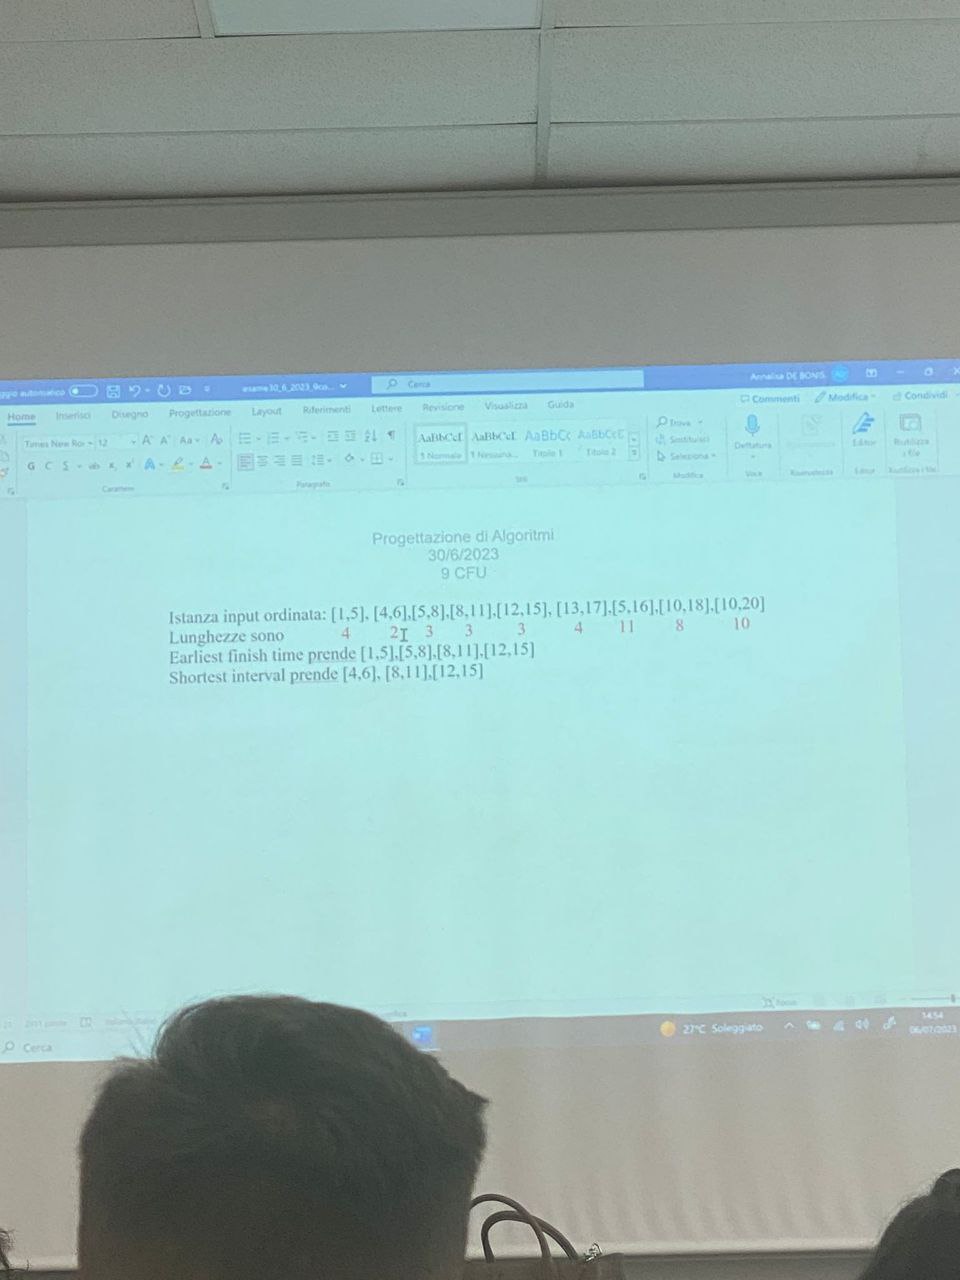 esame30_6_2023_9co...
Cerca
Annalisa DE BONIS
Home Inserisci Disegno Progettazione Layout Riferimenti Lettere Revisione Visualizza Guida
Commenti Modifica Condividi
Times New Ro 12
AaBbCcI AaBbCcI AaBbCc AaBbCcI
1 Normale 1 Nessuna... Titolo 1 Titolo 2
Trova
Sostituisci
Seleziona
Dettatura
Editor
Riutilizza
i file
G C S ab
Carattere Paragrafo Stili Modifica Voce Riservatezza Editor
Progettazione di Algoritmi
30/6/2023
9 CFU
Istanza input ordinata: [1,5], [4,6],[5,8],[8,11],[12,15], [13,17],[5,16],[10,18],[10,20]
Lunghezze sono 4 2 3 3 3 4 11 8 10
Earliest finish time prende [1,5],[5,8],[8,11],[12,15]
Shortest interval prende [4,6], [8,11],[12,15]
Focus
Cerca
27°C Soleggiato
14:54
06/07/2023